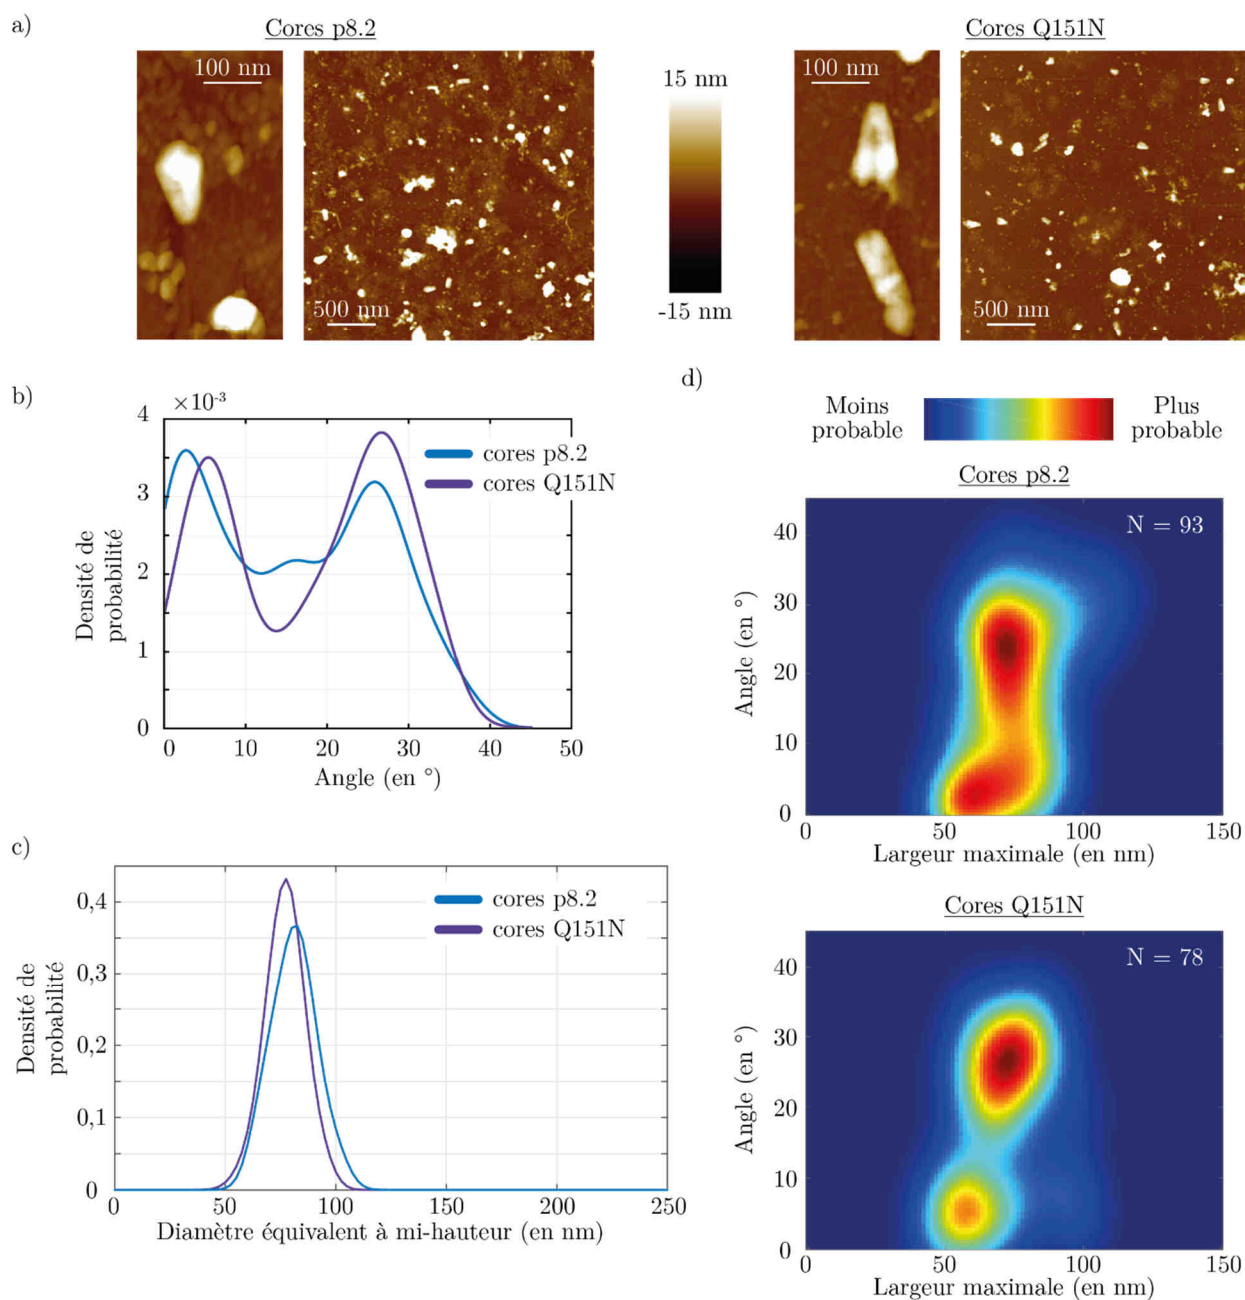 a)
Cores p8.2
Cores Q151N
100 nm
500 nm
15 nm
-15 nm
100 nm
500 nm
b)
×10⁻³
4
3
2
1
0
0 10 20 30 40 50
Densité de
probabilité
Angle (en °)
cores p8.2
cores Q151N
c)
0,4
0,3
0,2
0,1
0
0 50 100 150 200 250
Densité de
probabilité
Diamètre équivalent à mi-hauteur (en nm)
cores p8.2
cores Q151N
d)
Moins
probable
Plus
probable
Cores p8.2
N = 93
40
30
20
10
0
0 50 100 150
Angle (en °)
Largeur maximale (en nm)
Cores Q151N
N = 78
40
30
20
10
0
0 50 100 150
Angle (en °)
Largeur maximale (en nm)